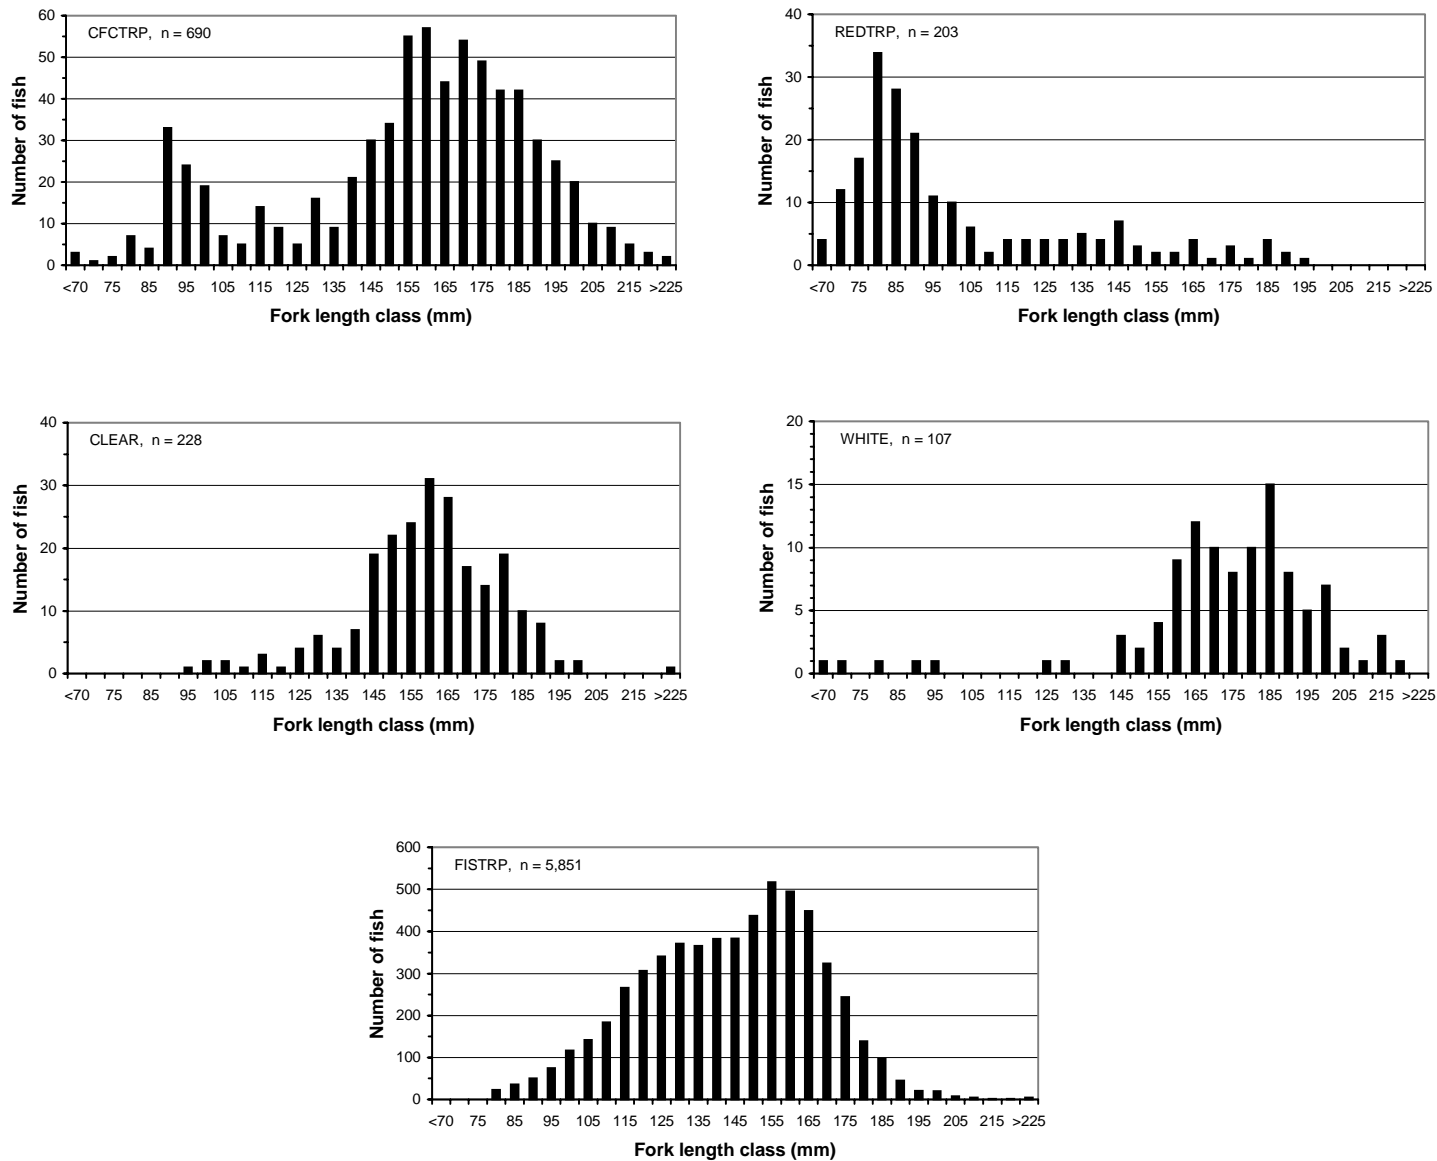 CFCTRP, n = 690
Number of fish
60
50
40
30
20
10
0
<70 75 85 95 105 115 125 135 145 155 165 175 185 195 205 215 >225
Fork length class (mm)
REDTRP, n = 203
Number of fish
40
30
20
10
0
<70 75 85 95 105 115 125 135 145 155 165 175 185 195 205 215 >225
Fork length class (mm)
CLEAR, n = 228
Number of fish
40
30
20
10
0
<70 75 85 95 105 115 125 135 145 155 165 175 185 195 205 215 >225
Fork length class (mm)
WHITE, n = 107
Number of fish
20
15
10
5
0
<70 75 85 95 105 115 125 135 145 155 165 175 185 195 205 215 >225
Fork length class (mm)
FISTRP, n = 5,851
Number of fish
600
500
400
300
200
100
0
<70 75 85 95 105 115 125 135 145 155 165 175 185 195 205 215 >225
Fork length class (mm)